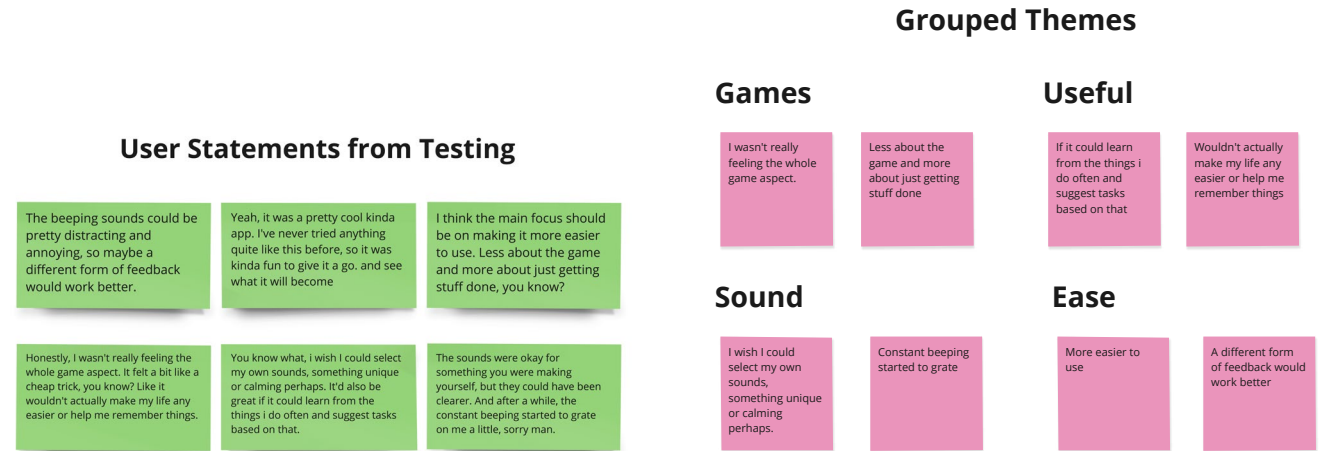 User Statements from Testing
The beeping sounds could be
pretty distracting and
annoying, so maybe a
different form of feedback
would work better.
Yeah, it was a pretty cool kinda
app. I've never tried anything
quite like this before, so it was
kinda fun to give it a go. and see
what it will become
I think the main focus should
be on making it more easier
to use. Less about the game
and more about just getting
stuff done, you know?
Honestly, I wasn't really feeling the
whole game aspect. It felt a bit like a
cheap trick, you know? Like it
wouldn't actually make my life any
easier or help me remember things.
You know what, i wish I could select
my own sounds, something unique
or calming perhaps. It'd also be
great if it could learn from the
things i do often and suggest tasks
based on that.
The sounds were okay for
something you were making
yourself, but they could have been
clearer. And after a while, the
constant beeping started to grate
on me a little, sorry man.
Grouped Themes
Games
I wasn't really
feeling the whole
game aspect.
Less about the
game and more
about just getting
stuff done
Useful
If it could learn
from the things i
do often and
suggest tasks
based on that
Wouldn't actually
make my life any
easier or help me
remember things
Sound
I wish I could
select my own
sounds,
something unique
or calming
perhaps.
Constant beeping
started to grate
Ease
More easier to
use
A different form
of feedback would
work better